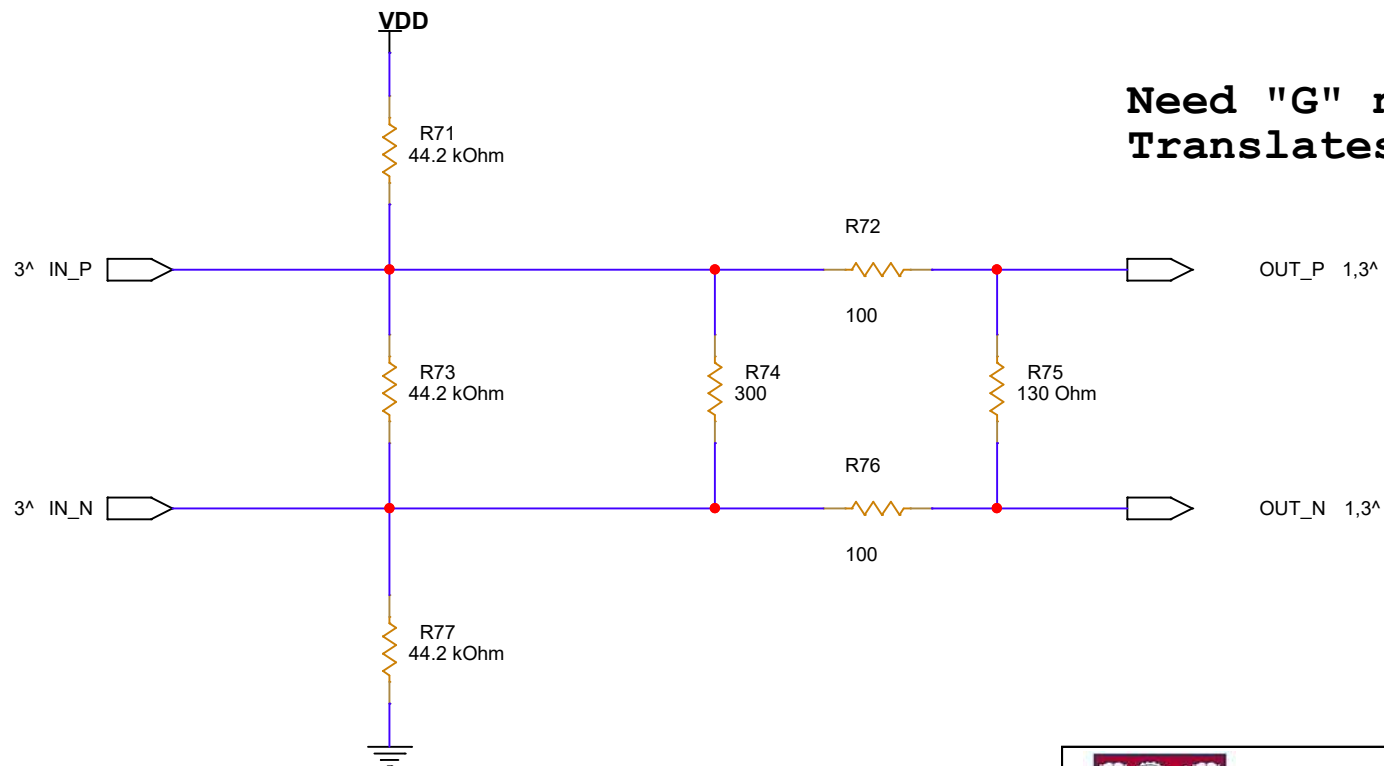 VDD
Need "G"
Translates
R71
44.2 kOhm
R72
3^ IN_P
OUT_P 1,3^
100
R73
44.2 kOhm
R74
300
R75
130 Ohm
R76
3^ IN_N
OUT_N 1,3^
100
R77
44.2 kOhm